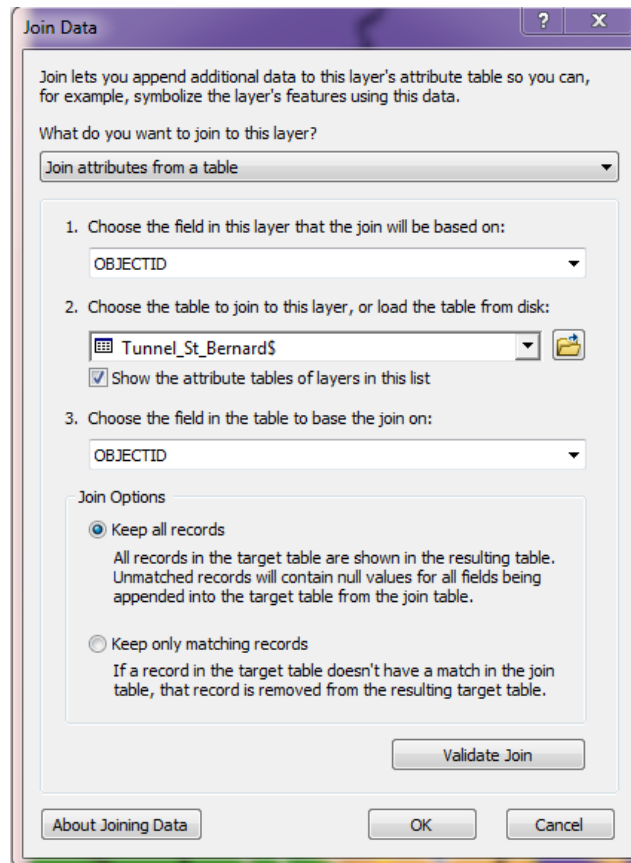 Join Data
?
X
Join lets you append additional data to this layer's attribute table so you can,
for example, symbolize the layer's features using this data.
What do you want to join to this layer?
Join attributes from a table
1. Choose the field in this layer that the join will be based on:
OBJECTID
2. Choose the table to join to this layer, or load the table from disk:
Tunnel_St_Bernard$
Show the attribute tables of layers in this list
3. Choose the field in the table to base the join on:
OBJECTID
Join Options
Keep all records
All records in the target table are shown in the resulting table.
Unmatched records will contain null values for all fields being
appended into the target table from the join table.
Keep only matching records
If a record in the target table doesn't have a match in the join
table, that record is removed from the resulting target table.
Validate Join
About Joining Data
OK
Cancel